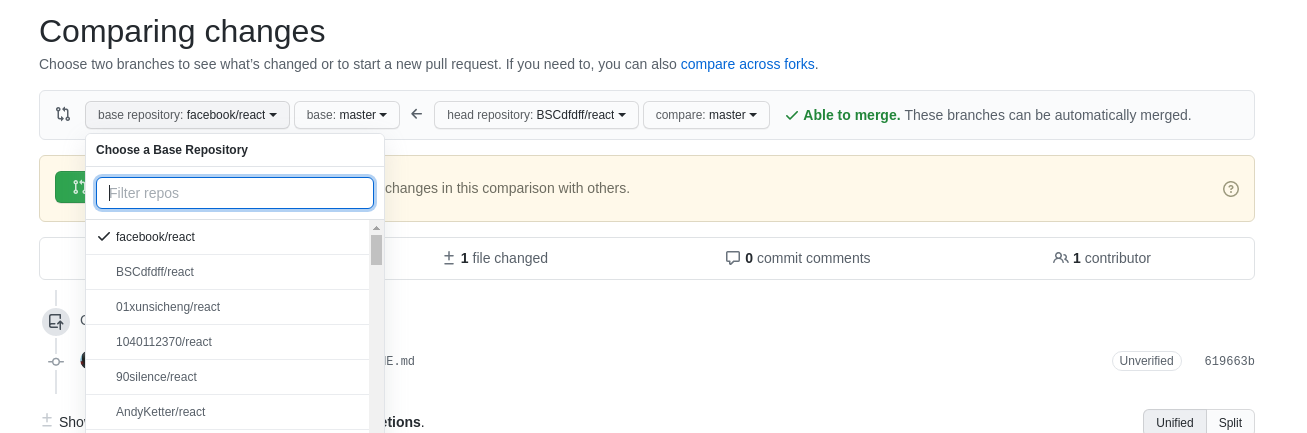 Comparing changes
Choose two branches to see what's changed or to start a new pull request. If you need to, you can also compare across forks.
base repository: facebook/react base: master head repository: BSCdfdff/react compare: master Able to merge. These branches can be automatically merged.
Choose a Base Repository
Filter repos
changes in this comparison with others.
facebook/react
1 file changed
0 commit comments
1 contributor
BSCdfdff/react
01xunsicheng/react
1040112370/react
E.md
Unverified
619663b
90silence/react
AndyKetter/react
Unified
Split